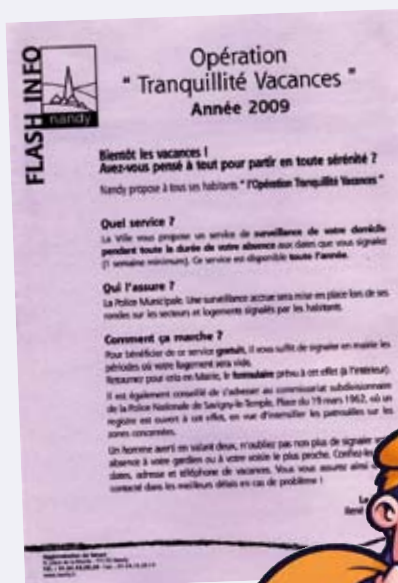 FLASH INFO
nandy
Opération
" Tranquillité Vacances "
Année 2009
Bientôt les vacances !
Avez-vous pensé à tout pour partir en toute sérénité ?
Nandy propose à tous ses habitants " l'Opération Tranquillité Vacances "
Quel service ?
La Ville vous propose un service de surveillance de votre domicile
pendant toute la durée de votre absence aux dates que vous signalez
(1 semaine minimum). Ce service est disponible toute l'année.
Qui l'assure ?
La Police Municipale. Une surveillance accrue sera mise en place lors de ses
rondes sur les secteurs et logements signalés par les habitants.
Comment ça marche ?
Pour bénéficier de ce service gratuit, il vous suffit de signaler en mairie les
périodes où votre logement sera vide.
Retournez pour cela en Mairie, le formulaire prévu à cet effet (à l'intérieur).
Il est également conseillé de s'adresser au commissariat subdivisionnaire
de la Police Nationale de Savigny-le-Temple, Place du 19 mars 1962, où un
registre est ouvert à cet effet, en vue d'intensifier les patrouilles sur les
zones concernées.
Un homme averti en valant deux, n'oubliez pas non plus de signaler
absence à votre gardien ou à votre voisin le plus proche. Confiez-
dates, adresse et téléphone de vacances. Vous vous assurez ainsi
contacté dans les meilleurs délais en cas de problème !
René